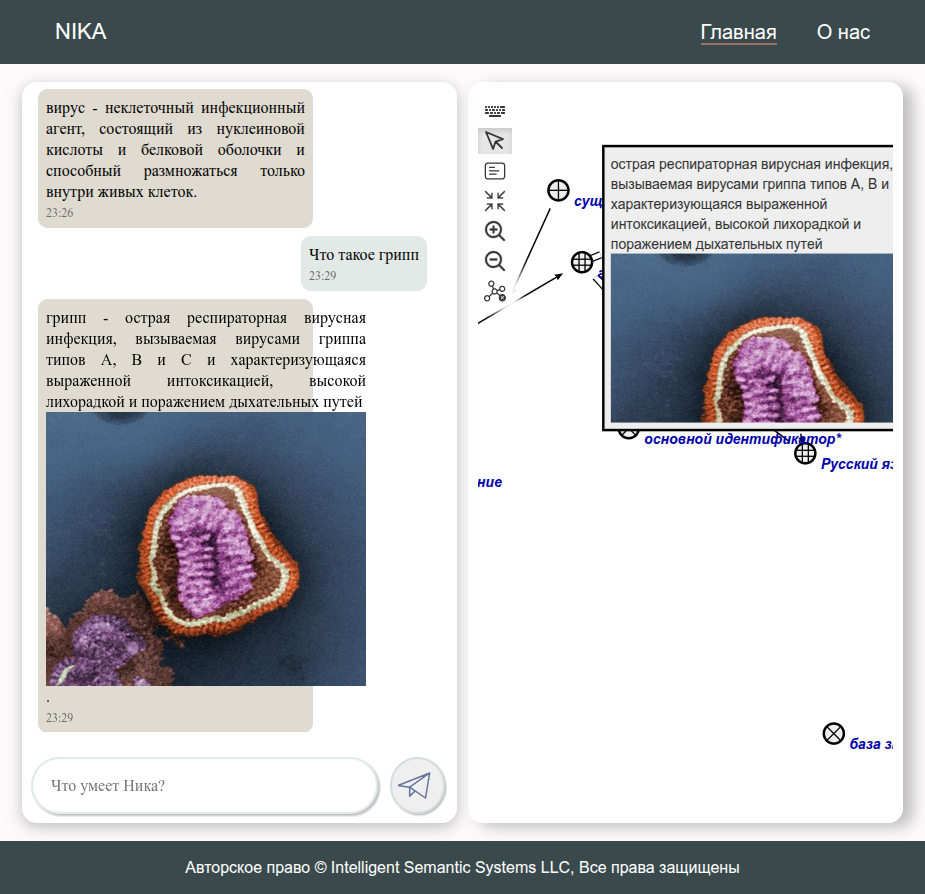 NIKA
Главная
О нас
вирус - неклеточный инфекционный
агент, состоящий из нуклеиновой
кислоты и белковой оболочки и
способный размножаться только
внутри живых клеток.
23:26
Что такое грипп
23:29
грипп - острая респираторная вирусная
инфекция, вызываемая вирусами гриппа
типов А, В и С и характеризующаяся
выраженной интоксикацией, высокой
лихорадкой и поражением дыхательных путей
.
23:29
Что умеет Ника?
острая респираторная вирусная инфекция,
вызываемая вирусами гриппа типов А, В и
характеризующаяся выраженной
интоксикацией, высокой лихорадкой и
поражением дыхательных путей
сущ
основной идентификатор*
Русский яз
ние
база з
Авторское право © Intelligent Semantic Systems LLC, Все права защищены